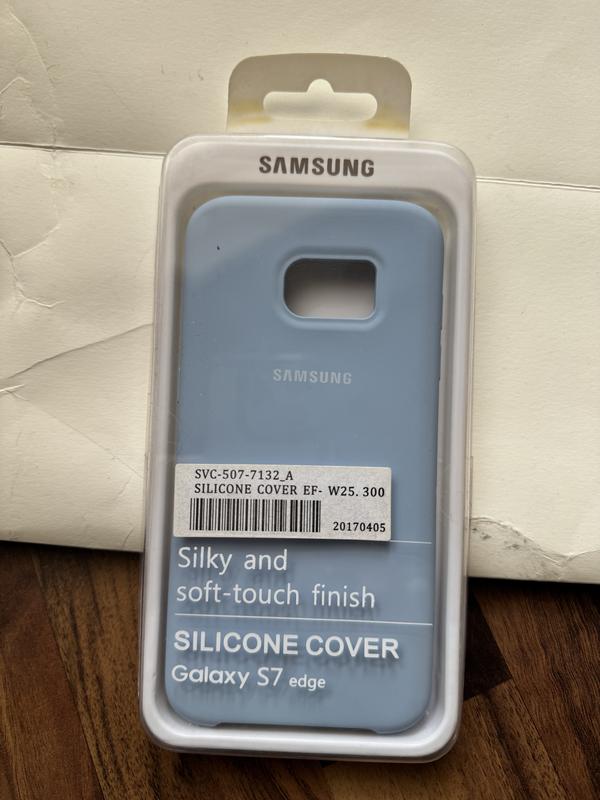 SAMSUNG
SAMSUNG
SVC-507-7132_A
SILICONE COVER EF- W25. 300
20170405
Silky and
soft-touch finish
SILICONE COVER
Galaxy S7 edge